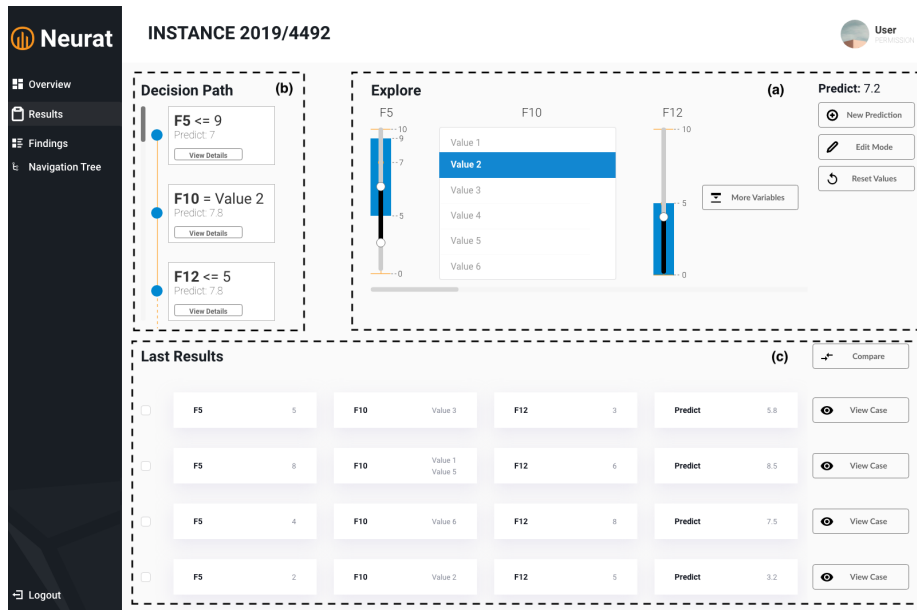 Neurat
INSTANCE 2019/4492
User
PERMISSION
Overview
Results
Findings
Navigation Tree
Logout
Decision Path
(b)
F5 <= 9
Predict: 7
View Details
F10 = Value 2
Predict: 7.8
View Details
F12 <= 5
Predict: 7.8
View Details
Explore
(a)
F5
10
9
7
5
0
F10
Value 1
Value 2
Value 3
Value 4
Value 5
Value 6
F12
10
5
0
More Variables
Predict: 7.2
New Prediction
Edit Mode
Reset Values
Last Results
(c)
Compare
F5 5 F10 Value 3 F12 3 Predict 5.8 View Case
F5 8 F10 Value 1 Value 5 F12 6 Predict 8.5 View Case
F5 4 F10 Value 6 F12 8 Predict 7.5 View Case
F5 2 F10 Value 2 F12 5 Predict 3.2 View Case